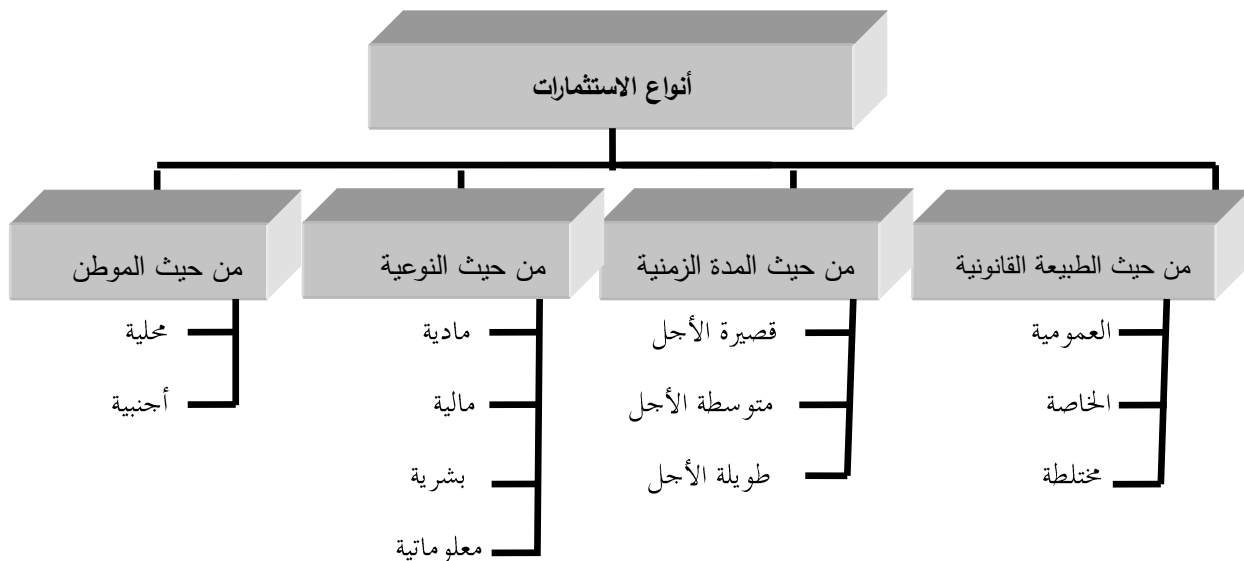 أنواع الاستثمارات
من حيث الطبيعة القانونية
العمومية
الخاصة
مختلطة
من حيث المدة الزمنية
قصيرة الأجل
متوسطة الأجل
طويلة الأجل
من حيث النوعية
مادية
مالية
بشرية
معلوماتية
من حيث الموطن
محلية
أجنبية